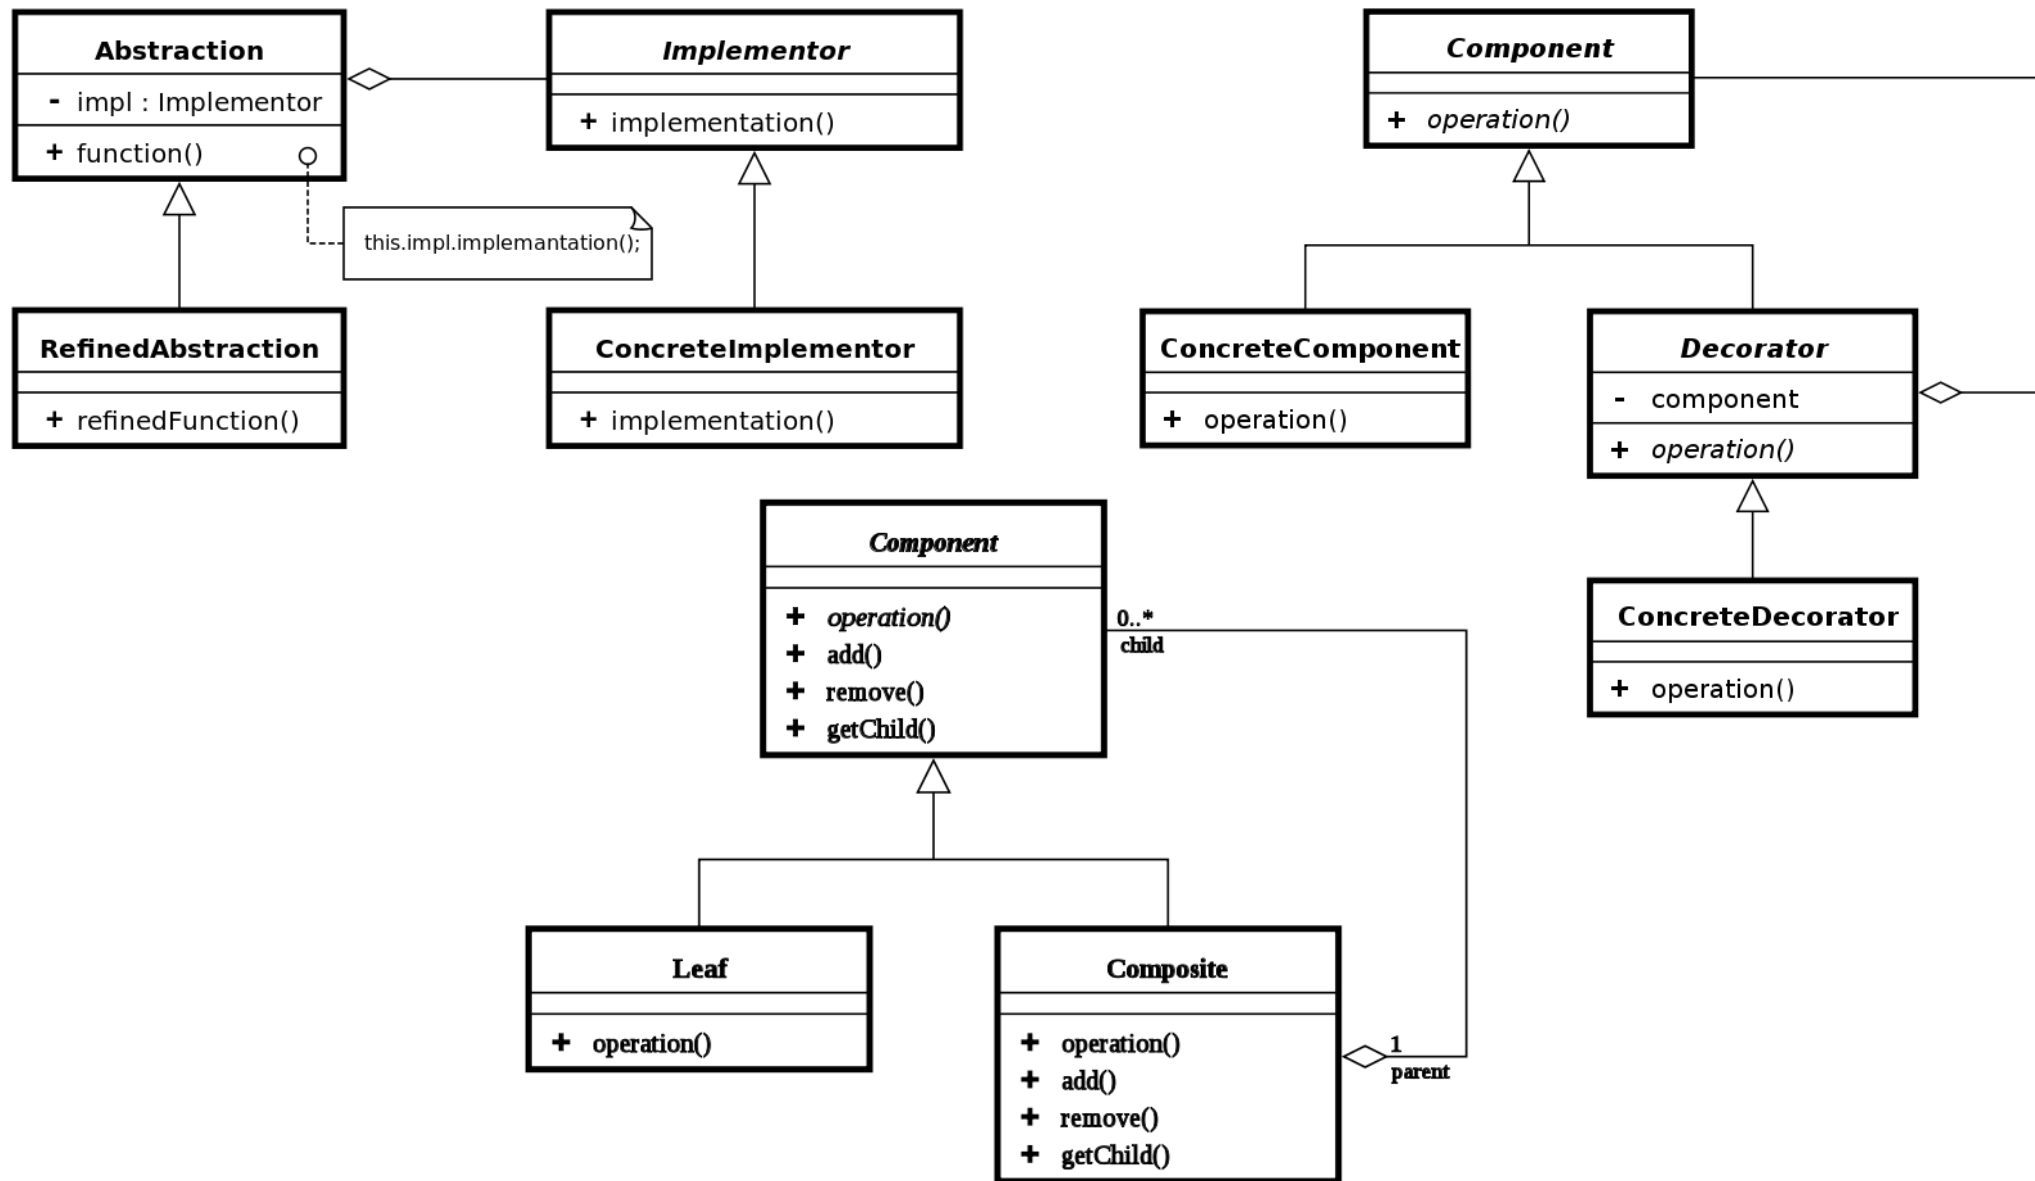 Abstraction
- impl : Implementor
+ function()
Implementor
+ implementation()
this.impl.implemantation();
RefinedAbstraction
+ refinedFunction()
ConcreteImplementor
+ implementation()
Component
+ operation()
ConcreteComponent
+ operation()
Decorator
- component
+ operation()
ConcreteDecorator
+ operation()
Component
+ operation()
+ add()
+ remove()
+ getChild()
0..*
child
Leaf
+ operation()
Composite
+ operation()
+ add()
+ remove()
+ getChild()
1
parent